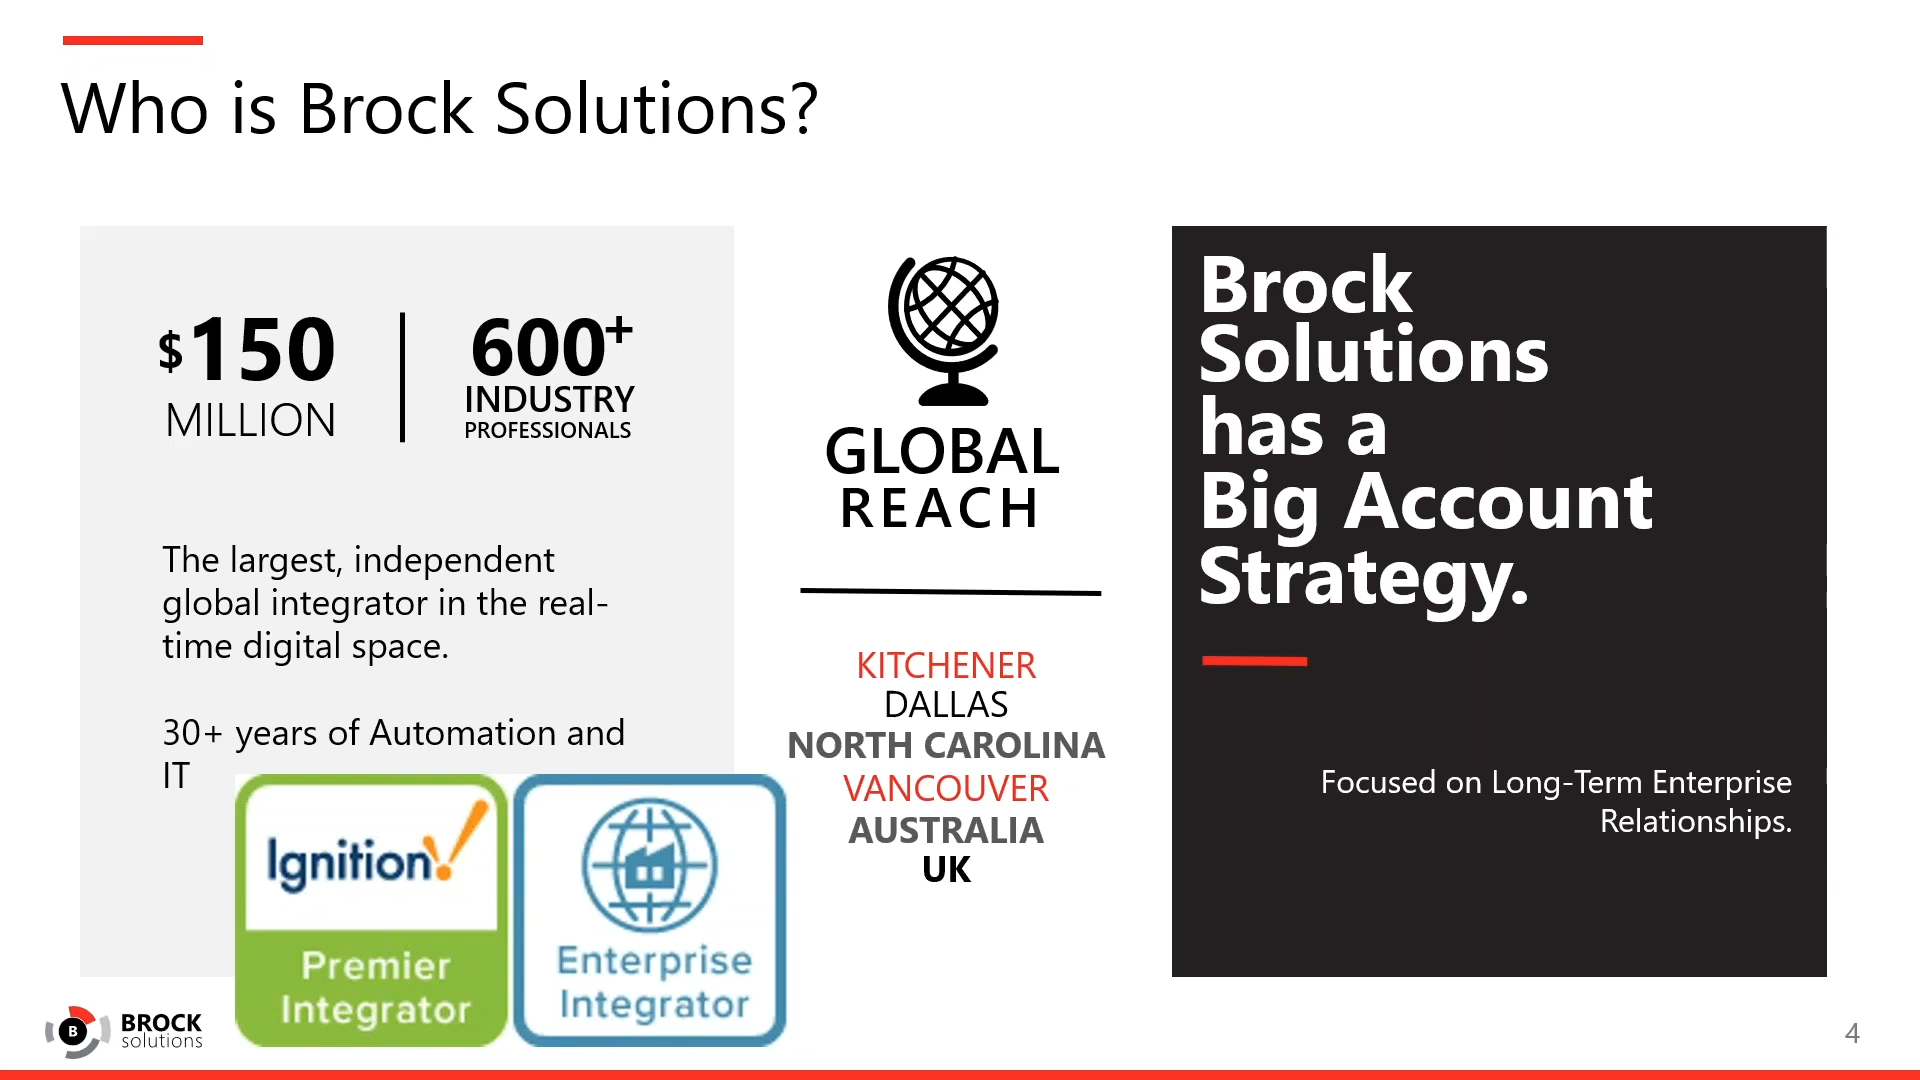 Who is Brock Solutions?
$150
MILLION
600+
INDUSTRY
PROFESSIONALS
The largest, independent
global integrator in the real-
time digital space.
30+ years of Automation and
IT
Ignition!
Premier
Integrator
Enterprise
Integrator
GLOBAL
REACH
KITCHENER
DALLAS
NORTH CAROLINA
VANCOUVER
AUSTRALIA
UK
Brock
Solutions
has a
Big Account
Strategy.
Focused on Long-Term Enterprise
Relationships.
B
BROCK
solutions
4